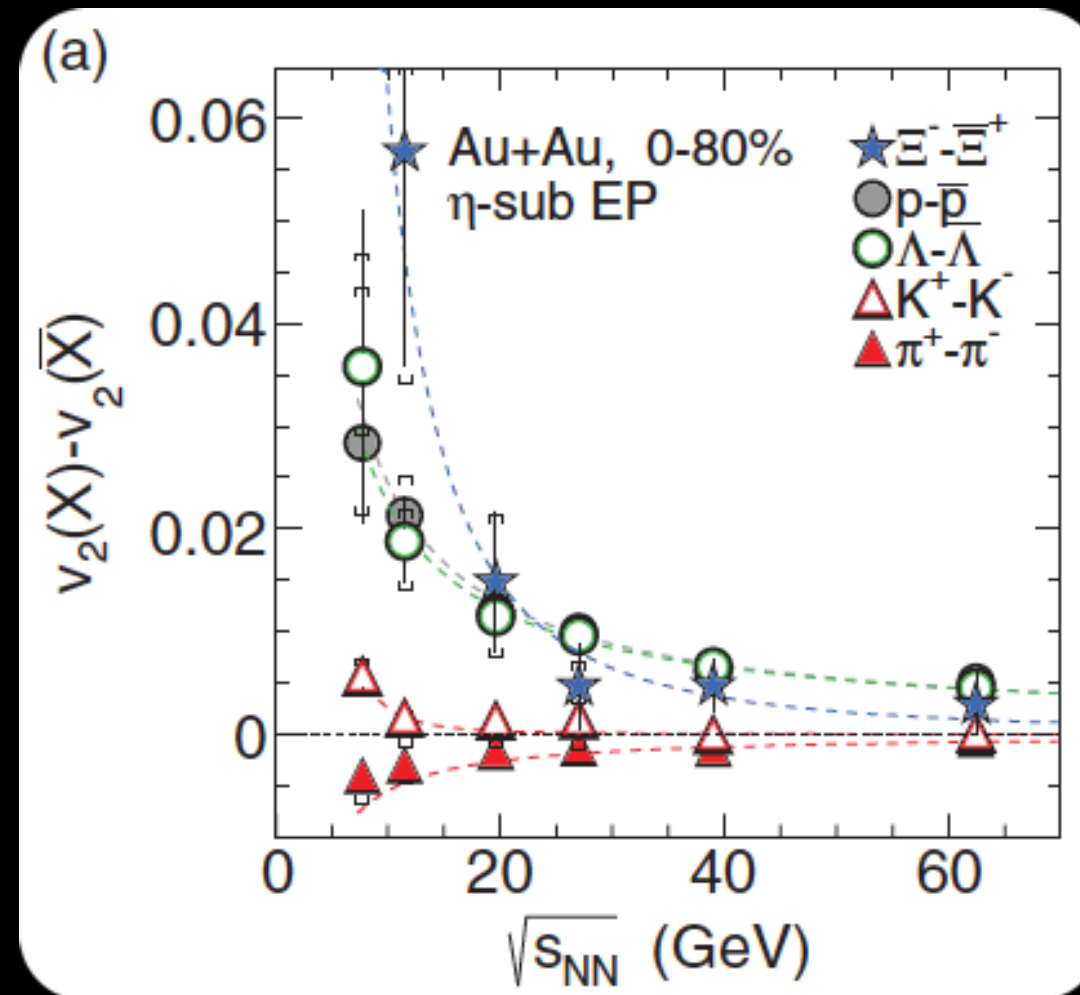 (a)
v₂(X)-v₂(X̅)
0.06
0.04
0.02
0
Au+Au, 0-80%
η-sub EP
Ξ⁻-Ξ̅⁺
p-p̅
Λ-Λ̅
K⁺-K⁻
π⁺-π⁻
0 20 40 60
√s_NN (GeV)